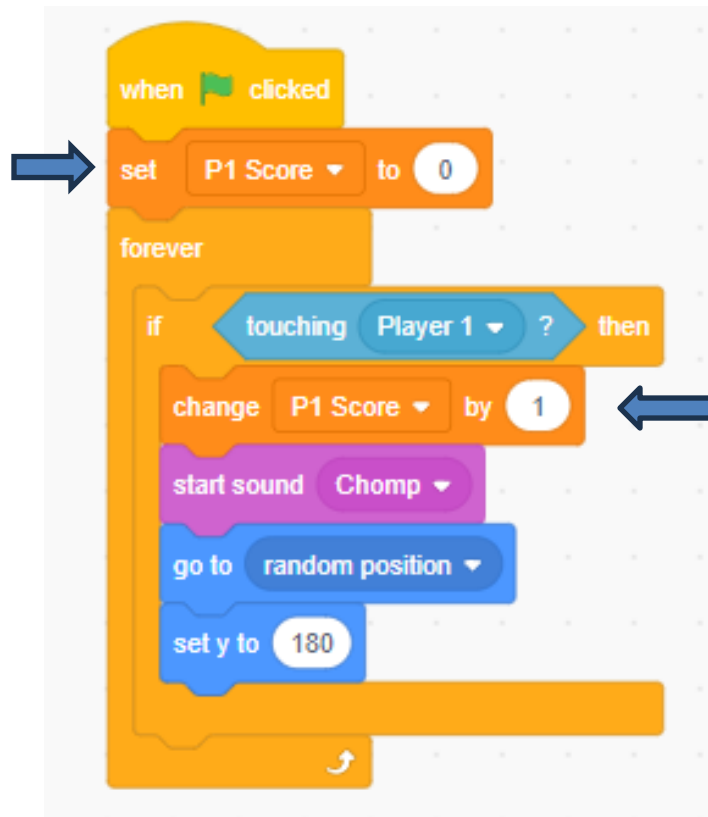 when clicked
set P1 Score to 0
forever
if touching Player 1 ? then
change P1 Score by 1
start sound Chomp
go to random position
set y to 180